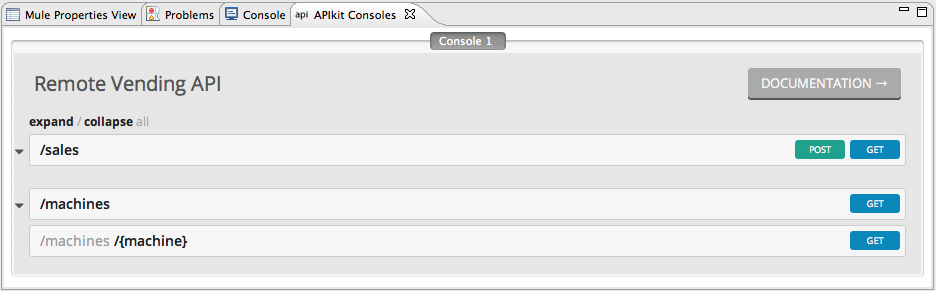 Mule Properties View Problems Console api APIkit Consoles
Console 1
Remote Vending API DOCUMENTATION →
expand / collapse all
/sales POST GET
/machines GET
/machines /{machine} GET